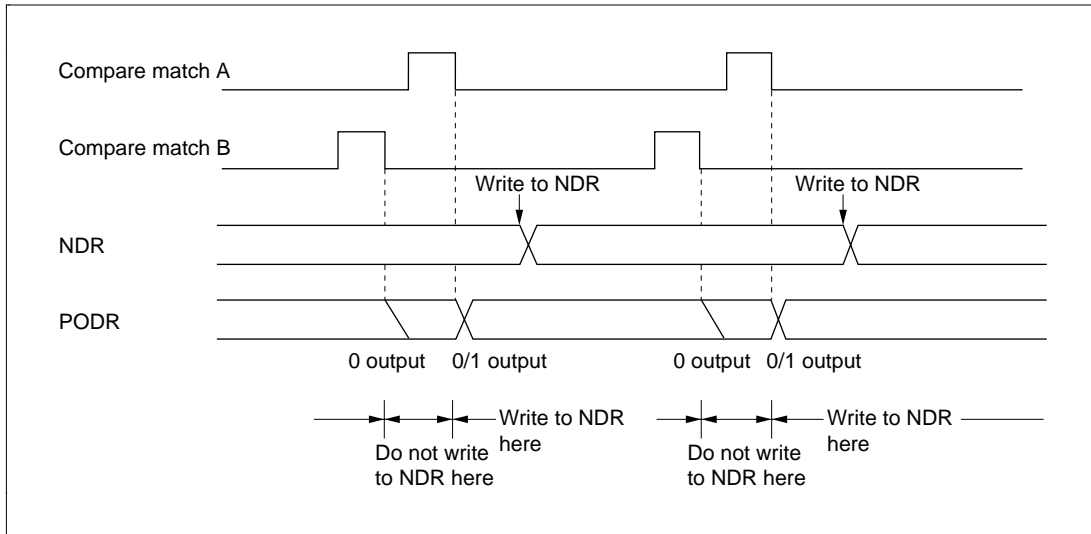 Compare match A
Compare match B
Write to NDR
Write to NDR
NDR
PODR
0 output
0/1 output
0 output
0/1 output
Write to NDR
here
Do not write
to NDR here
Write to NDR
here
Do not write
to NDR here